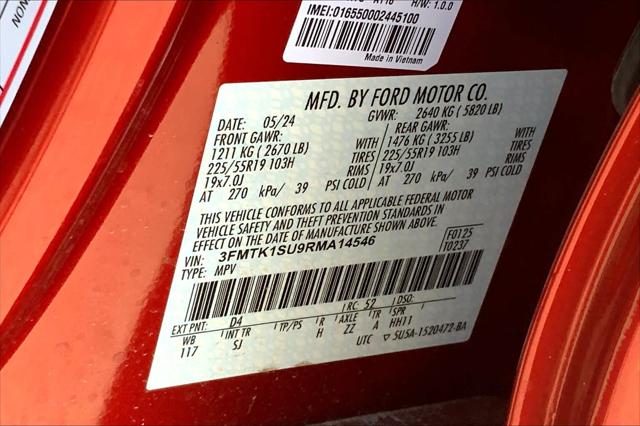 H/W: 1.0.0
IMEI:016550002445100
Made in Vietnam
NON
MFD. BY FORD MOTOR CO.
DATE: 05/24 GVWR: 2640 KG ( 5820 LB)
FRONT GAWR: REAR GAWR:
1211 KG ( 2670 LB) WITH 1476 KG ( 3255 LB) WITH
225/55R19 103H TIRES 225/55R19 103H TIRES
19x7.0J RIMS 19x7.0J RIMS
AT 270 kPa/ 39 PSI COLD AT 270 kPa/ 39 PSI COLD
THIS VEHICLE CONFORMS TO ALL APPLICABLE FEDERAL MOTOR
VEHICLE SAFETY AND THEFT PREVENTION STANDARDS IN
EFFECT ON THE DATE OF MANUFACTURE SHOWN ABOVE.
VIN: 3FMTK1SU9RMA14546 F0125
TYPE: MPV T0237
EXT PNT: D4 RC: 52 DSO:
WB INT TR TP/PS R AXLE TR SPR
117 SJ H ZZ A HH11
UTC 5U5A-1520472-BA